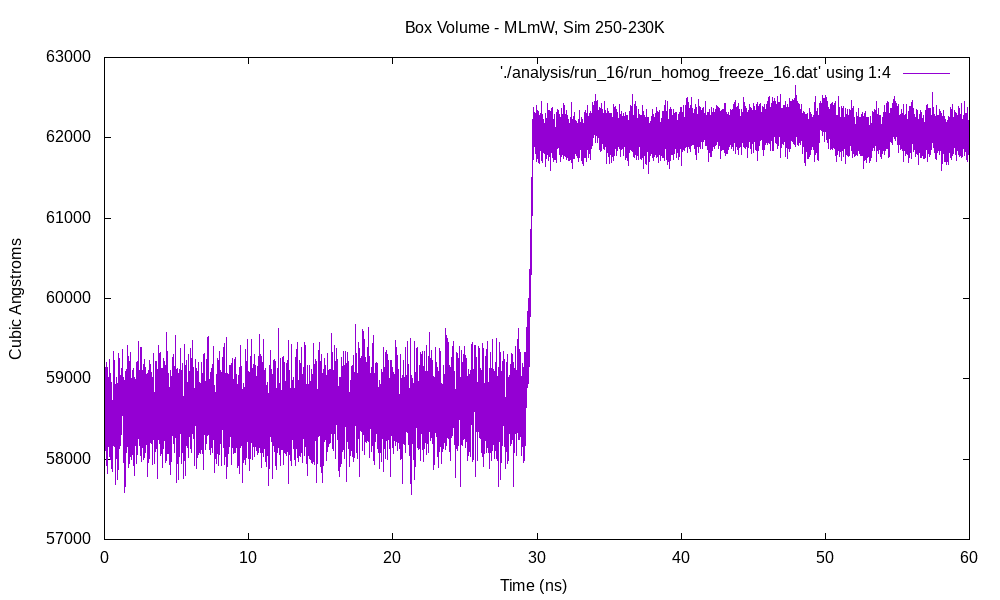 Box Volume - MLmW, Sim 250-230K
'./analysis/run_16/run_homog_freeze_16.dat' using 1:4
63000
62000
61000
60000
59000
58000
57000
Cubic Angstroms
0 10 20 30 40 50 60
Time (ns)